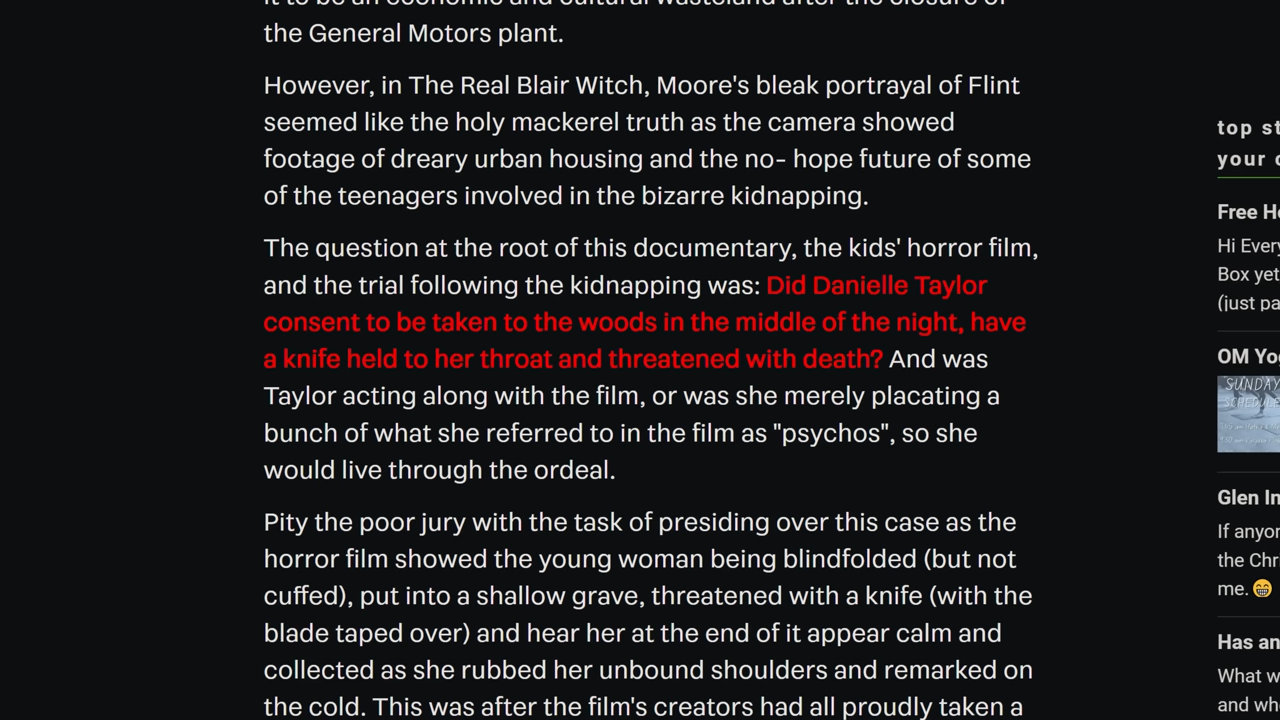 the General Motors plant.
However, in The Real Blair Witch, Moore's bleak portrayal of Flint
seemed like the holy mackerel truth as the camera showed
footage of dreary urban housing and the no- hope future of some
of the teenagers involved in the bizarre kidnapping.
The question at the root of this documentary, the kids' horror film,
and the trial following the kidnapping was: Did Danielle Taylor
consent to be taken to the woods in the middle of the night, have
a knife held to her throat and threatened with death? And was
Taylor acting along with the film, or was she merely placating a
bunch of what she referred to in the film as "psychos", so she
would live through the ordeal.
Pity the poor jury with the task of presiding over this case as the
horror film showed the young woman being blindfolded (but not
cuffed), put into a shallow grave, threatened with a knife (with the
blade taped over) and hear her at the end of it appear calm and
collected as she rubbed her unbound shoulders and remarked on
the cold. This was after the film's creators had all proudly taken a
top st
your
Free H
Hi Every
Box yet
(just pa
OM Yo
SUNDAY
SCHEDULE
Glen In
If anyor
the Chr
me. 😁
Has an
What w
and wh